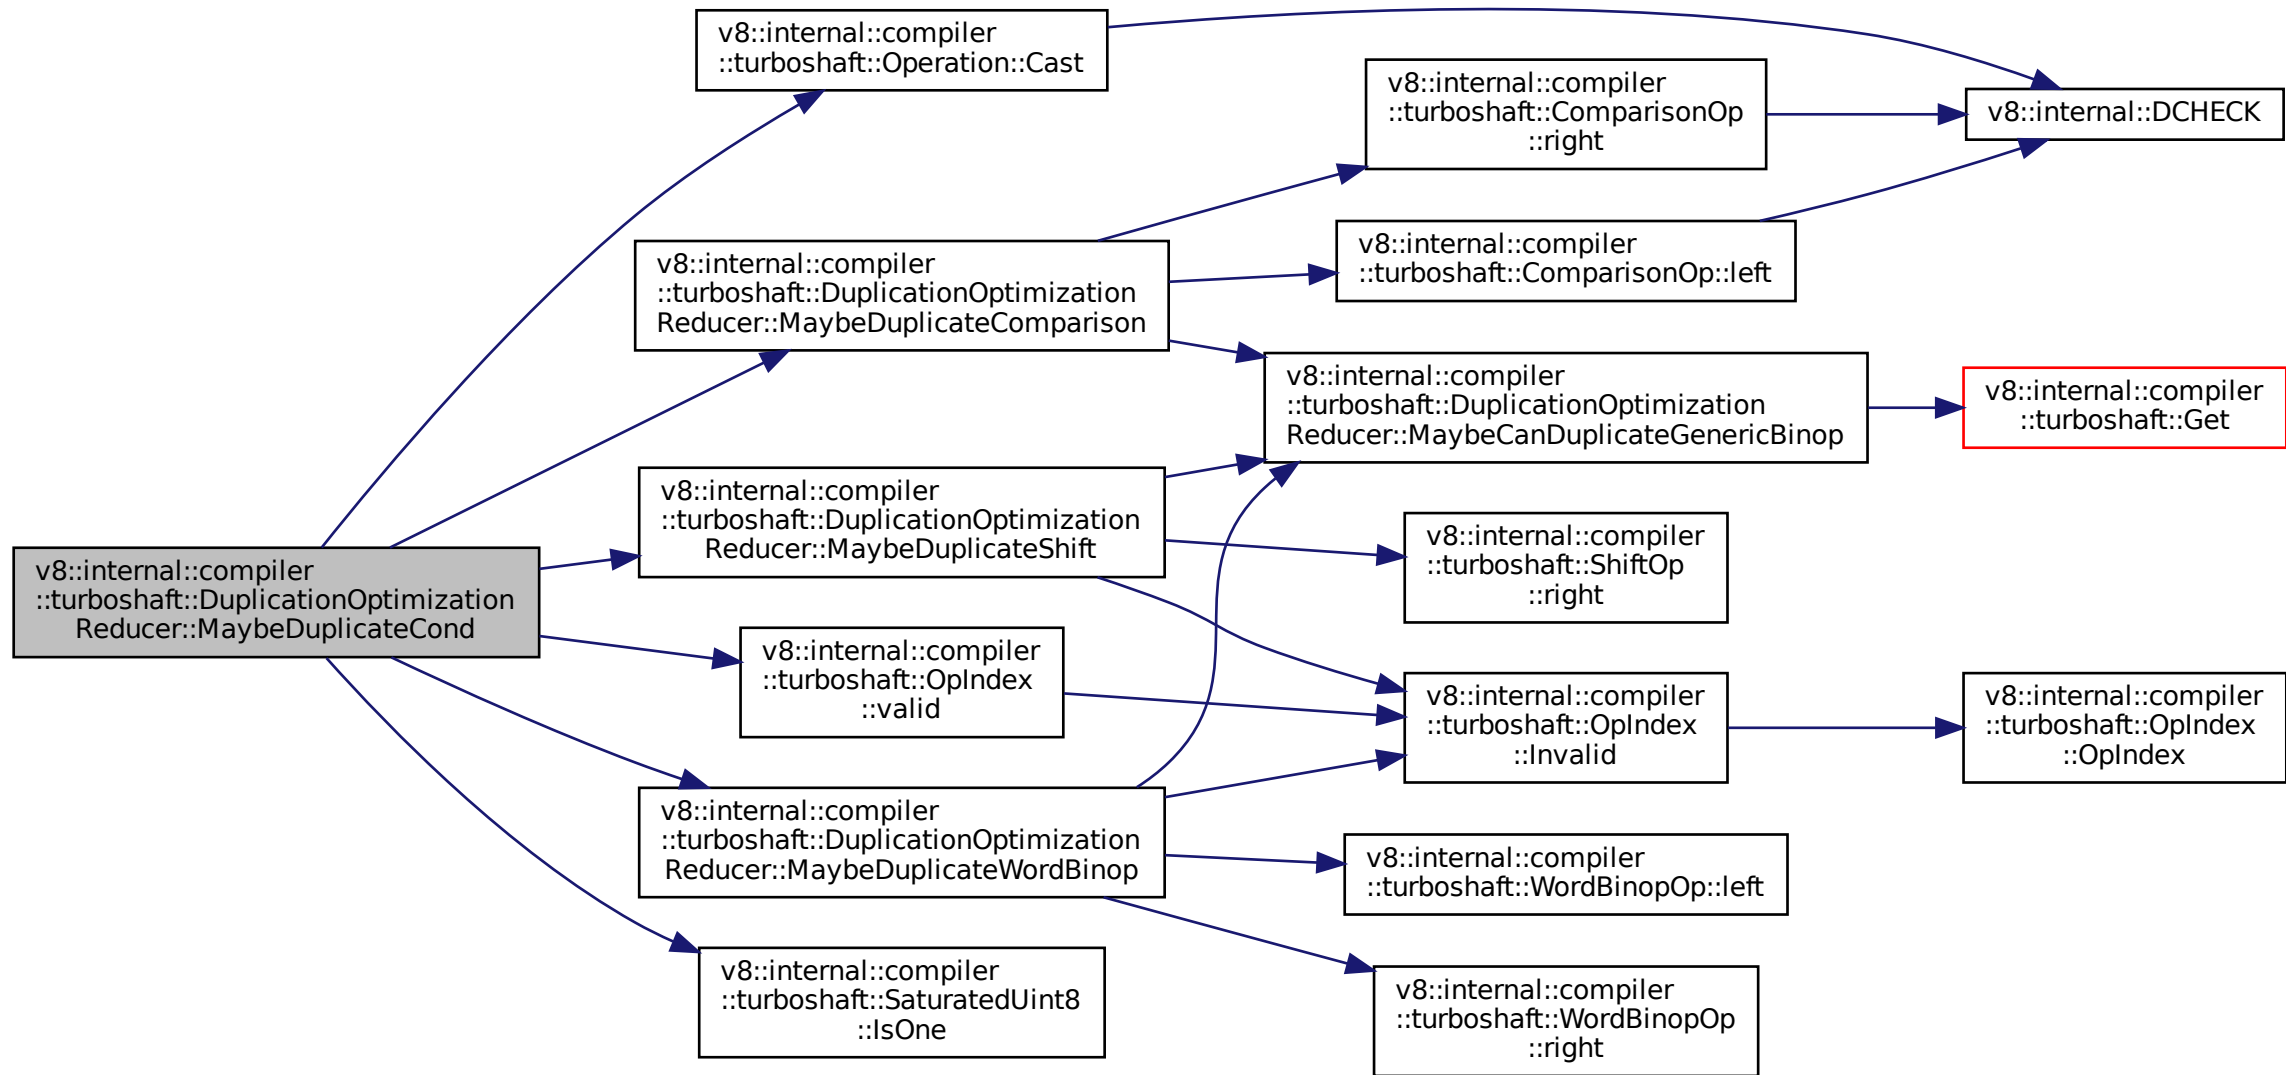 v8::internal::compiler
::turboshaft::Operation::Cast
v8::internal::compiler
::turboshaft::ComparisonOp
::right
v8::internal::DCHECK
v8::internal::compiler
::turboshaft::DuplicationOptimization
Reducer::MaybeDuplicateComparison
v8::internal::compiler
::turboshaft::ComparisonOp::left
v8::internal::compiler
::turboshaft::DuplicationOptimization
Reducer::MaybeCanDuplicateGenericBinop
v8::internal::compiler
::turboshaft::Get
v8::internal::compiler
::turboshaft::DuplicationOptimization
Reducer::MaybeDuplicateShift
v8::internal::compiler
::turboshaft::ShiftOp
::right
v8::internal::compiler
::turboshaft::DuplicationOptimization
Reducer::MaybeDuplicateCond
v8::internal::compiler
::turboshaft::OpIndex
::valid
v8::internal::compiler
::turboshaft::OpIndex
::Invalid
v8::internal::compiler
::turboshaft::OpIndex
::OpIndex
v8::internal::compiler
::turboshaft::DuplicationOptimization
Reducer::MaybeDuplicateWordBinop
v8::internal::compiler
::turboshaft::WordBinopOp::left
v8::internal::compiler
::turboshaft::SaturatedUint8
::IsOne
v8::internal::compiler
::turboshaft::WordBinopOp
::right